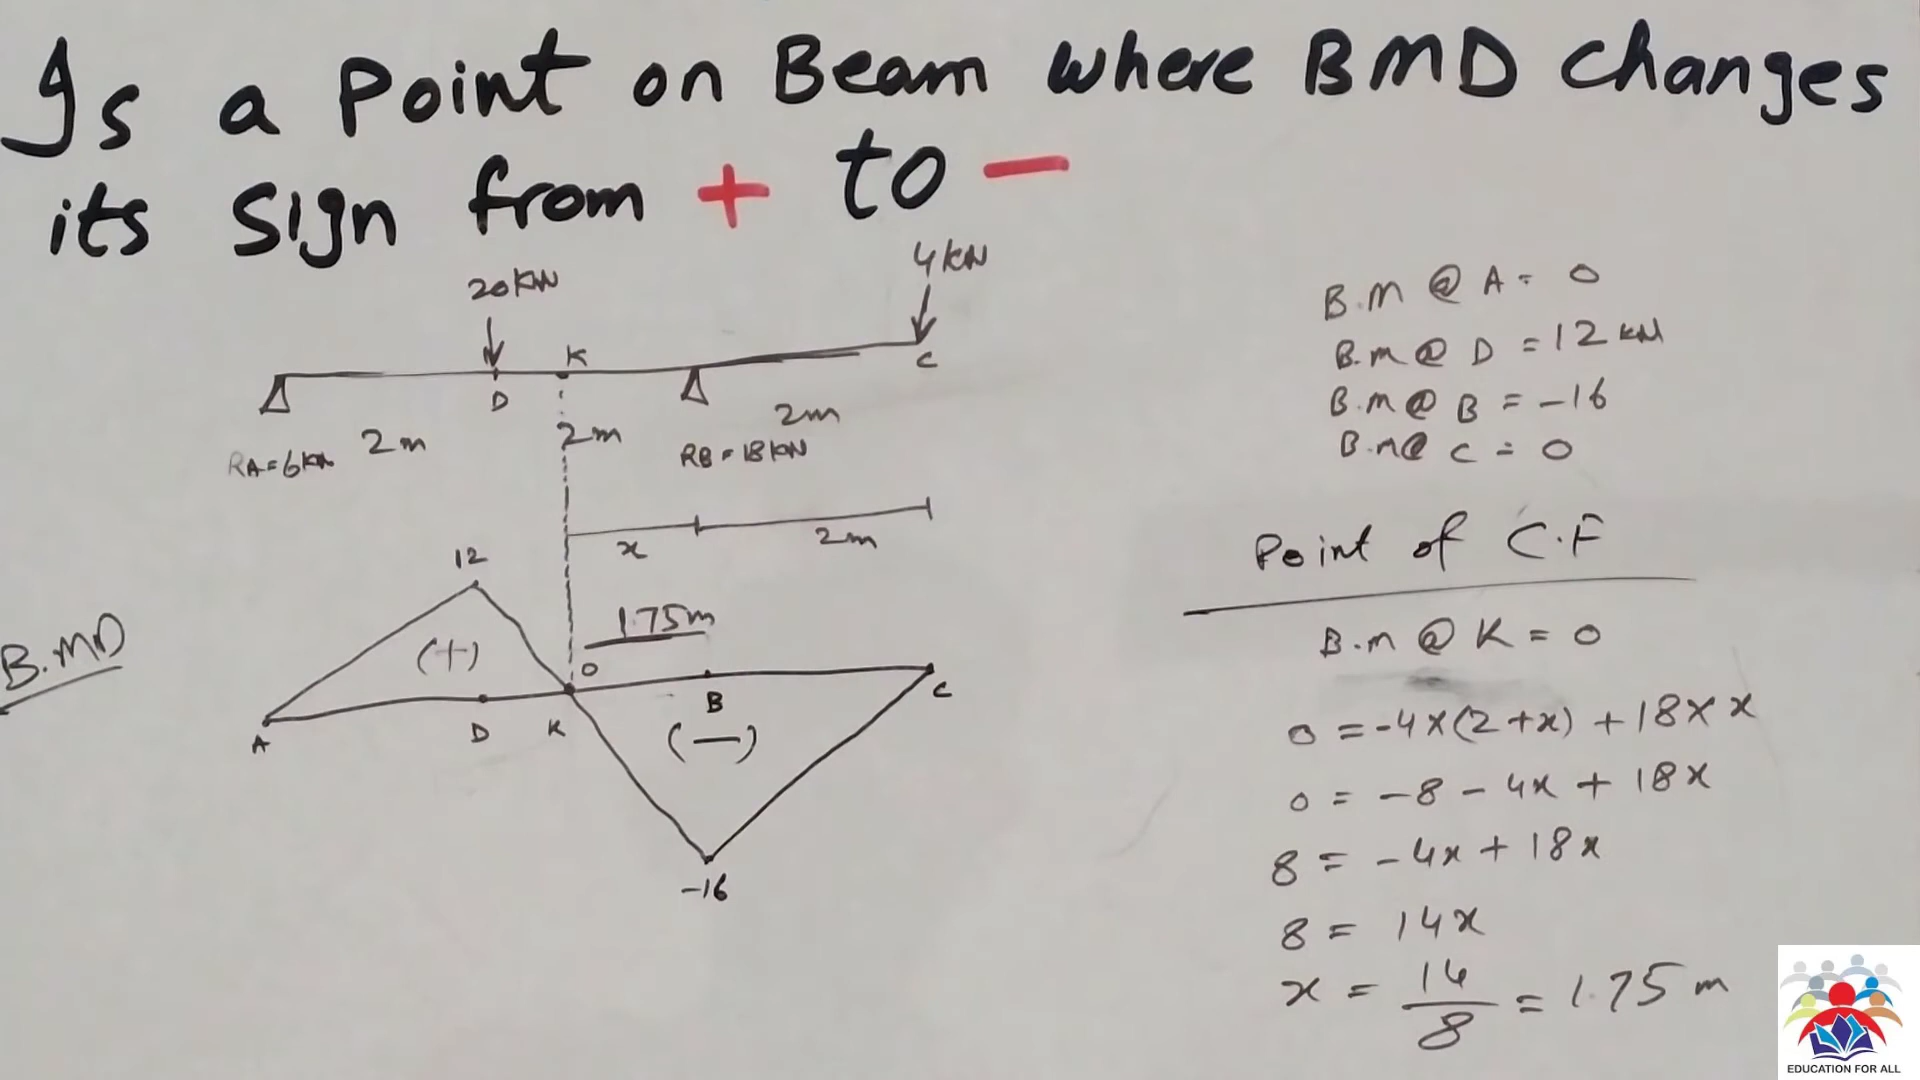 Is a Point on Beam where BMD changes
its Sign from + to -
20KN
4KN
K
C
D
2m
2m
2m
RA=6KN
RB=18KN
x
2m
12
1.75m
B.MD
(+)
0
A
D
K
B
C
(-)
-16
B.M @ A = 0
B.M @ D = 12 KN
B.M @ B = -16
B.M @ C = 0
Point of C.F
B.M @ K = 0
0 = -4x(2+x) + 18 x x
0 = -8 - 4x + 18x
8 = -4x + 18x
8 = 14x
x = 14/8 = 1.75 m
EDUCATION FOR ALL